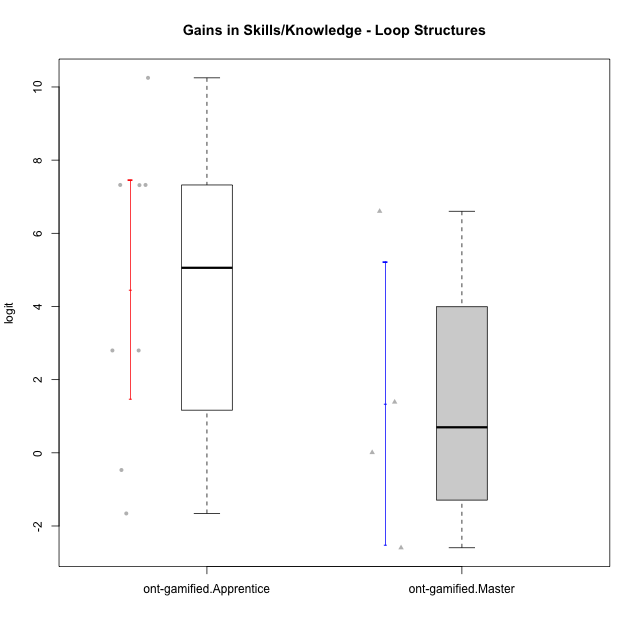 Gains in Skills/Knowledge - Loop Structures
logit
10
8
6
4
2
0
-2
ont-gamified.Apprentice
ont-gamified.Master